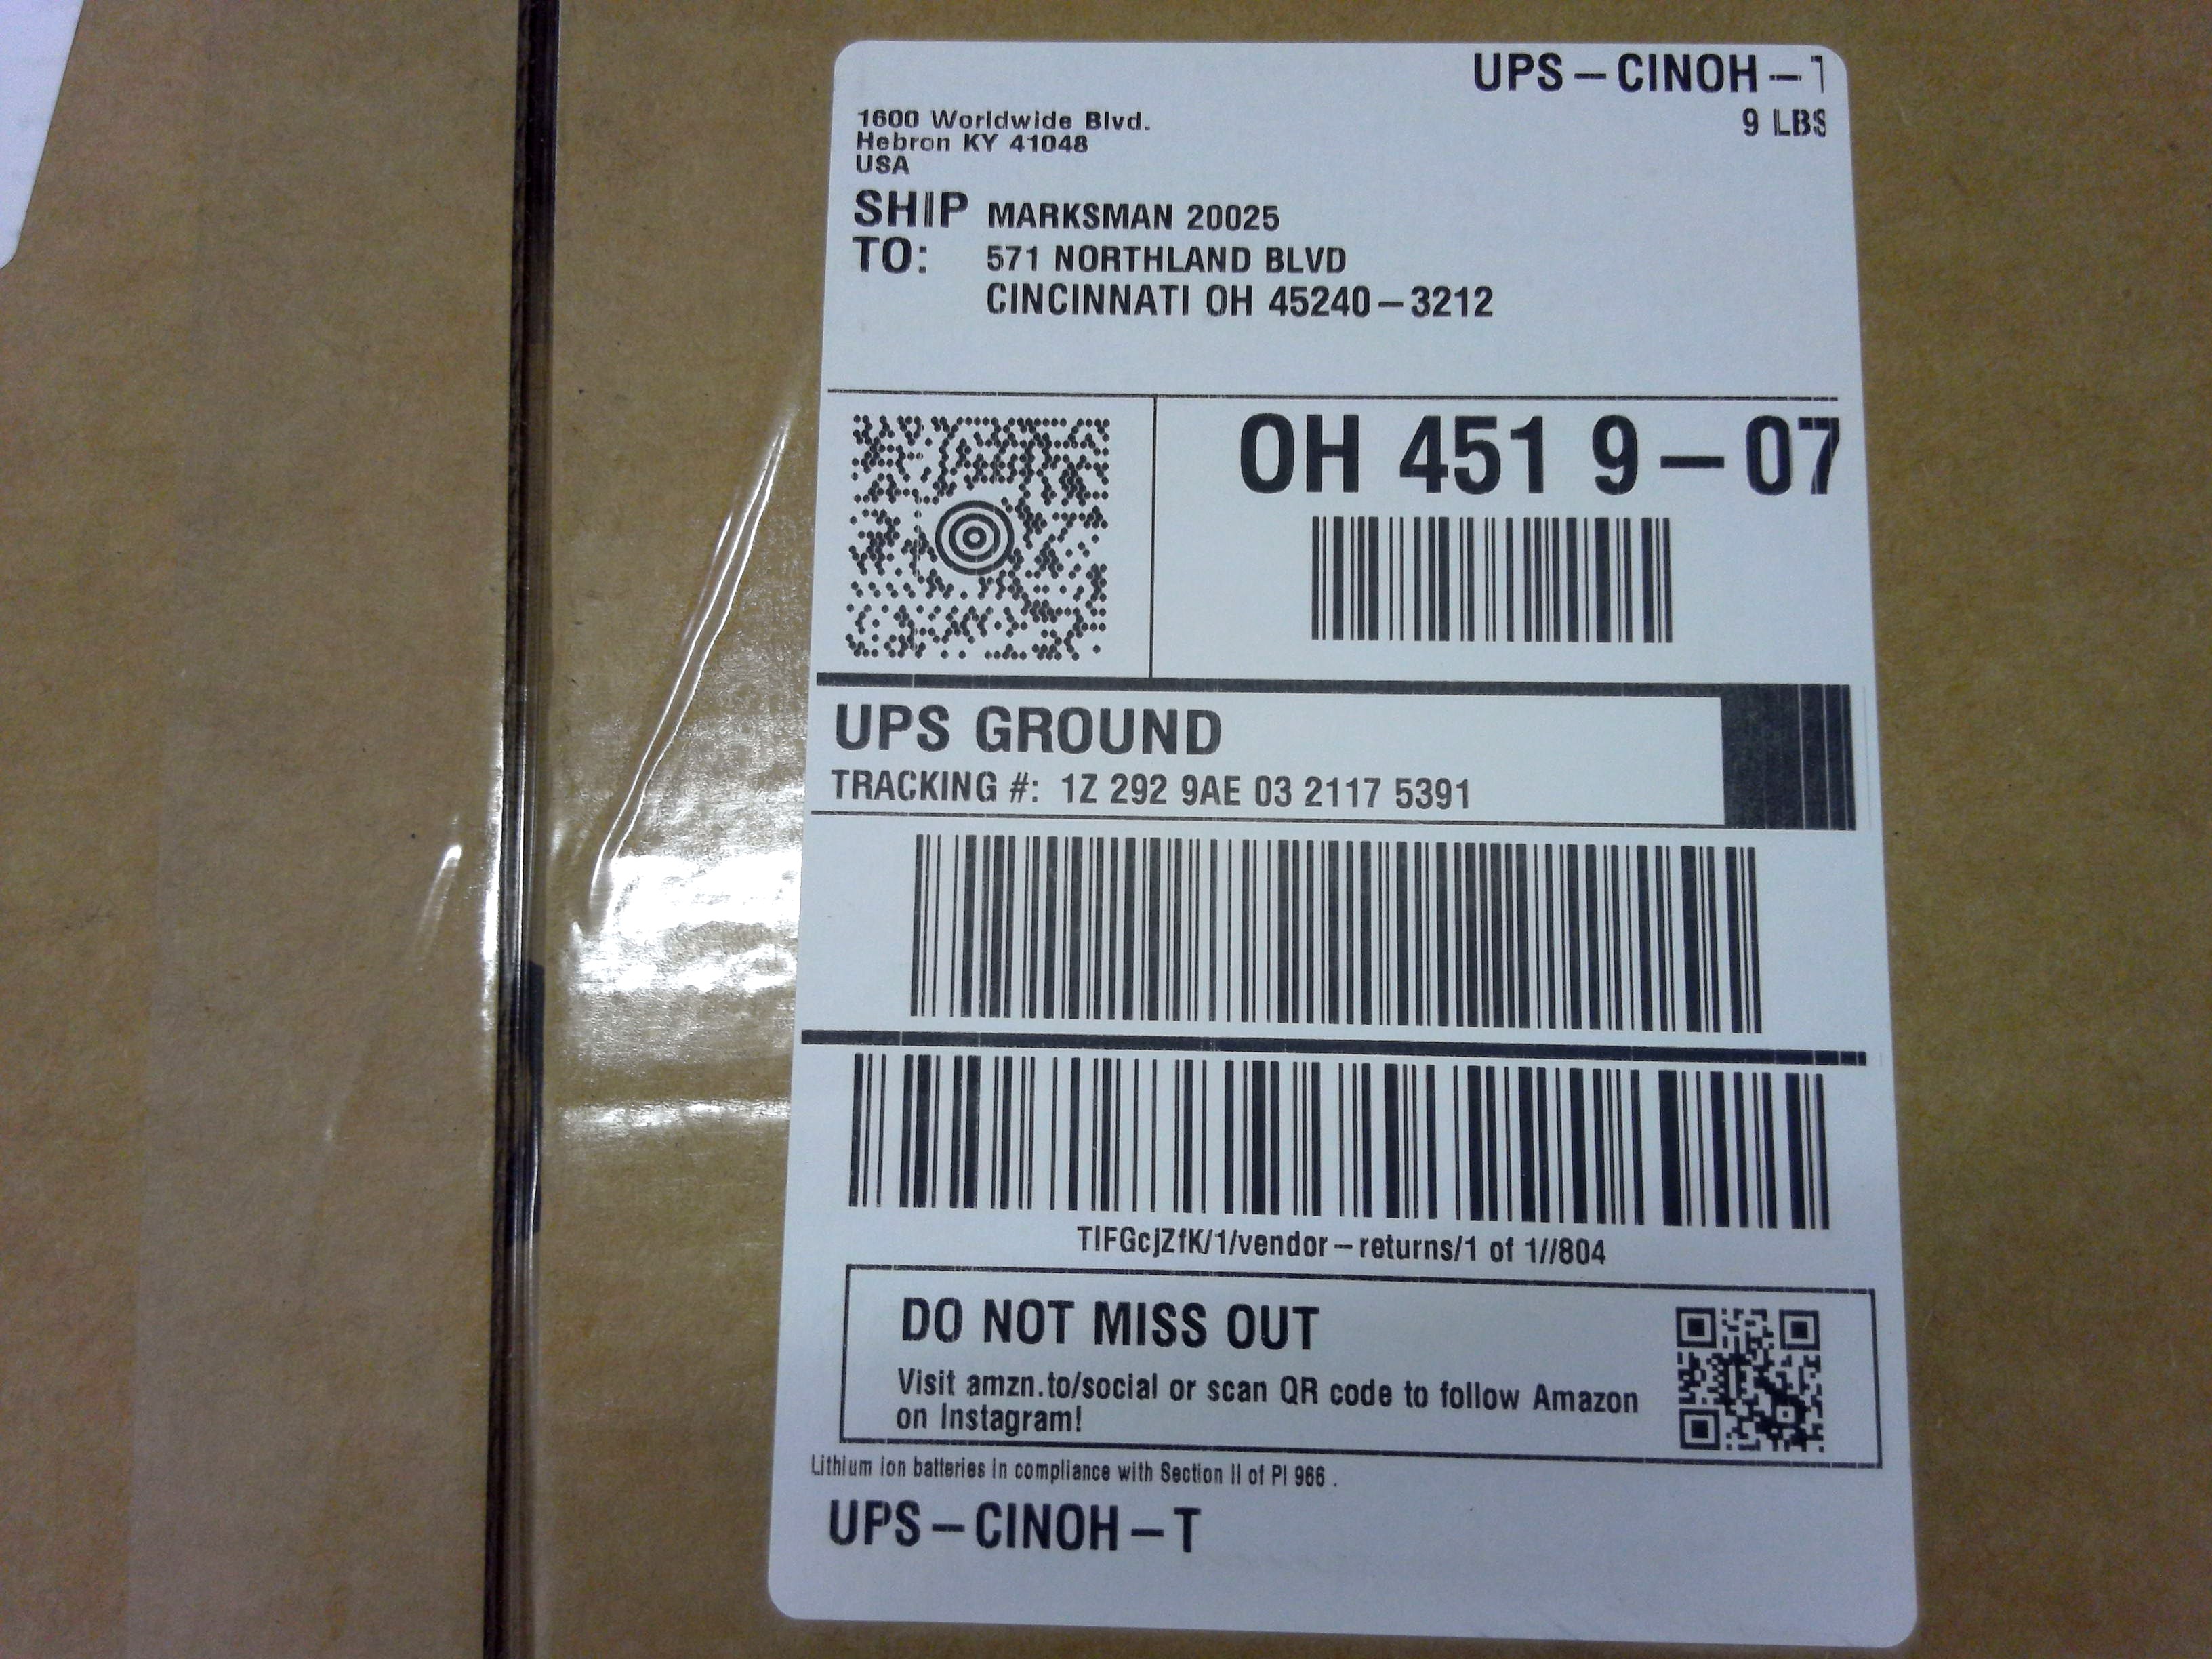 UPS – CINOH – T
9 LBS
1600 Worldwide Blvd.
Hebron KY 41048
USA
SHIP TO:
MARKSMAN 20025
571 NORTHLAND BLVD
CINCINNATI OH 45240 – 3212
OH 451 9 – 07
UPS GROUND
TRACKING #: 1Z 292 9AE 03 2117 5391
TIFGcjZfK/1/vendor – returns/1 of 1//804
DO NOT MISS OUT
Visit amzn.to/social or scan QR code to follow Amazon
on Instagram!
Lithium ion batteries in compliance with Section II of PI 966 .
UPS – CINOH – T